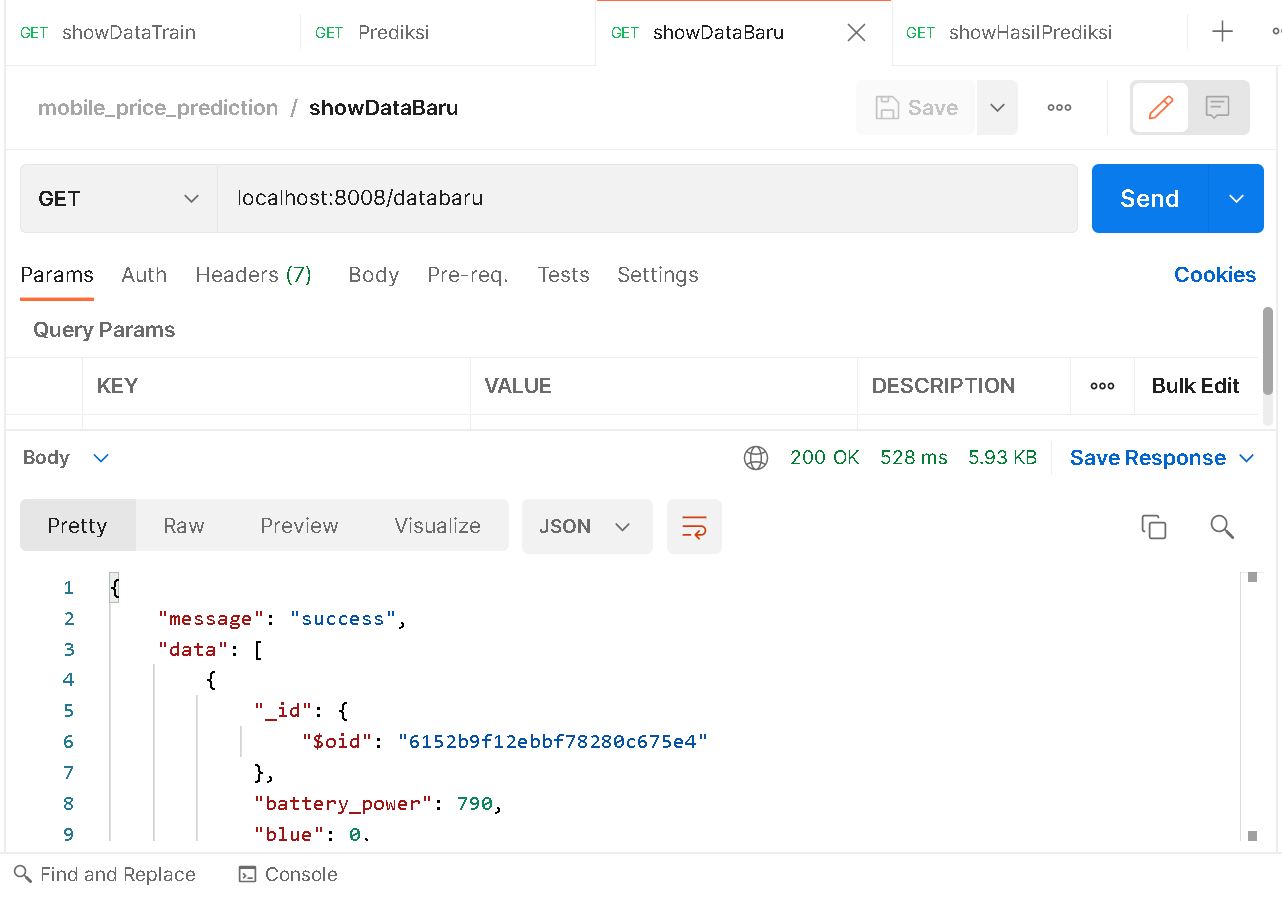 GET showDataTrain GET Prediksi GET showDataBaru GET showHasilPrediksi
mobile_price_prediction / showDataBaru Save
GET localhost:8008/databaru Send
Params Auth Headers (7) Body Pre-req. Tests Settings Cookies
Query Params
KEY VALUE DESCRIPTION Bulk Edit
Body 200 OK 528 ms 5.93 KB Save Response
Pretty Raw Preview Visualize JSON
1 {
2 "message": "success",
3 "data": [
4 {
5 "_id": {
6 "$oid": "6152b9f12ebbf78280c675e4"
7 },
8 "battery_power": 790,
9 "blue": 0,
Find and Replace Console